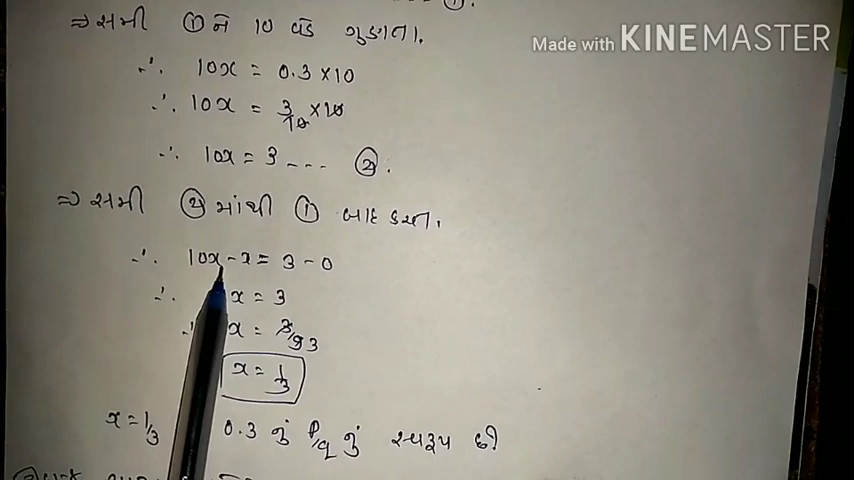 Made with KINEMASTER
⇒ સમી ① ને 10 વડે ગુણતા.
∴ 10x = 0.3 × 10
∴ 10x = 3/10 × 10
∴ 10x = 3 --- ②.
⇒ સમી ② માંથી ① બાદ કરતા.
∴ 10x - x = 3 - 0
∴ x = 3
∴ x = 3/9 3
x = 1/3
x = 1/3 0.3 નું P/q નું સ્વરૂપ છે